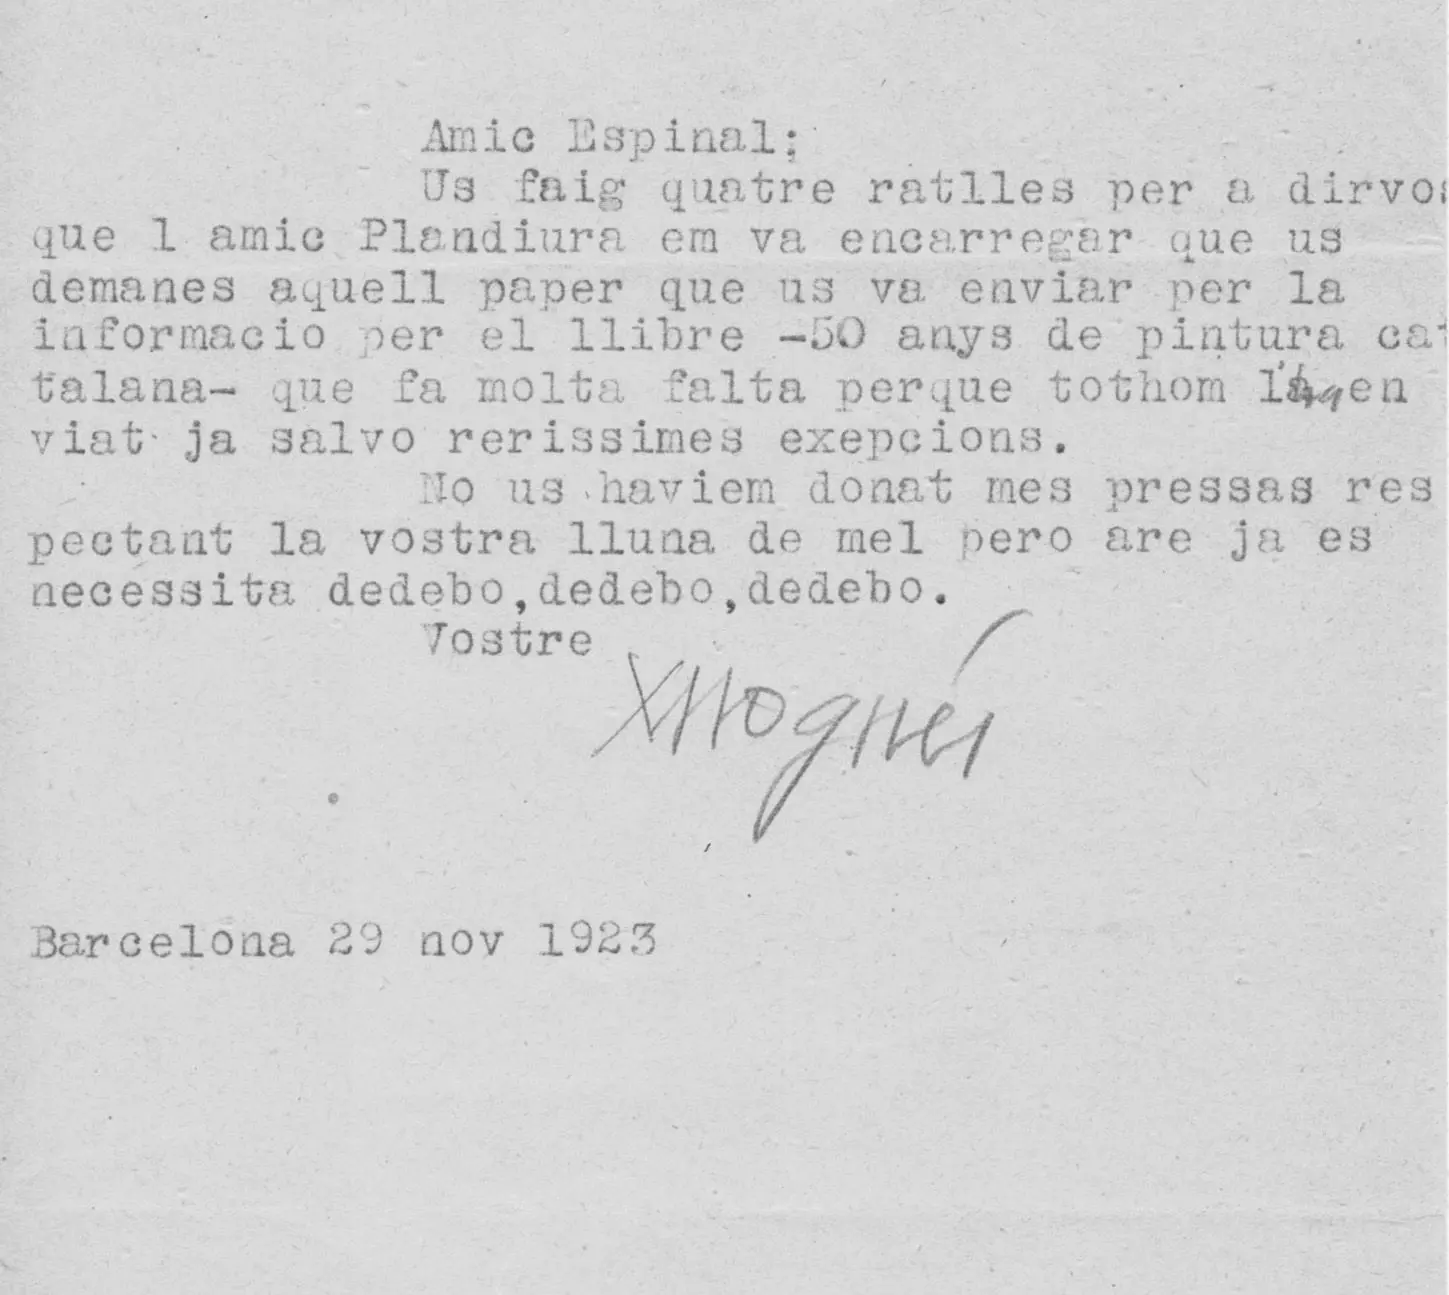 Amic Espinal;
Us faig quatre ratlles per a dirvos
que l amic Plandiura em va encarregar que us
demanes aquell paper que us va enviar per la
informacio per el llibre -50 anys de pintura ca
talana- que fa molta falta perque tothom l'ha en
viat ja salvo rerissimes exepcions.
No us haviem donat mes pressas res
pectant la vostra lluna de mel pero are ja es
necessita dedebo,dedebo,dedebo.
Vostre
XNogués
Barcelona 29 nov 1923